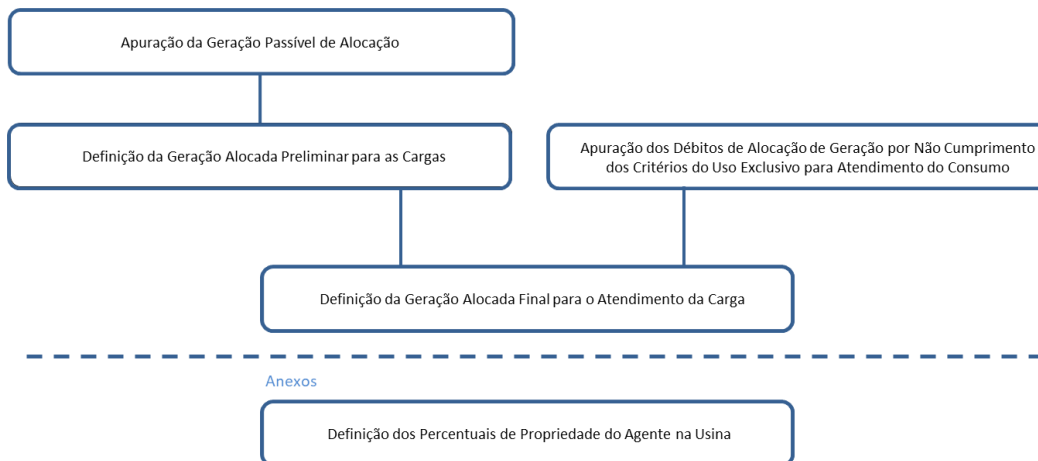 Apuração da Geração Passível de Alocação
Definição da Geração Alocada Preliminar para as Cargas
Apuração dos Débitos de Alocação de Geração por Não Cumprimento
dos Critérios do Uso Exclusivo para Atendimento do Consumo
Definição da Geração Alocada Final para o Atendimento da Carga
Anexos
Definição dos Percentuais de Propriedade do Agente na Usina